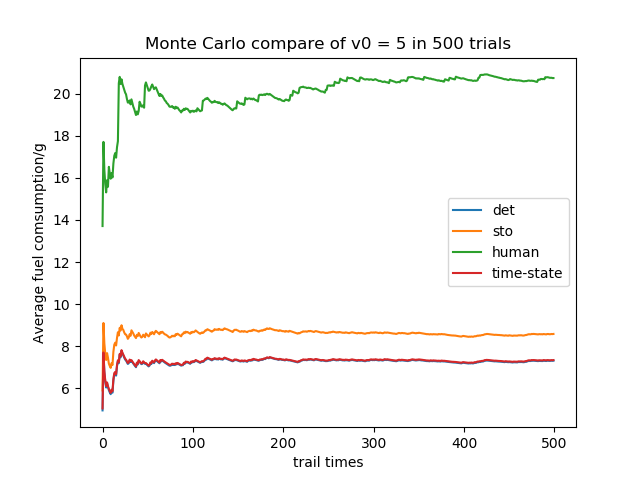 Monte Carlo compare of v0 = 5 in 500 trials
Average fuel comsumption/g
20
18
16
14
12
10
8
6
det
sto
human
time-state
0
100
200
300
400
500
trail times